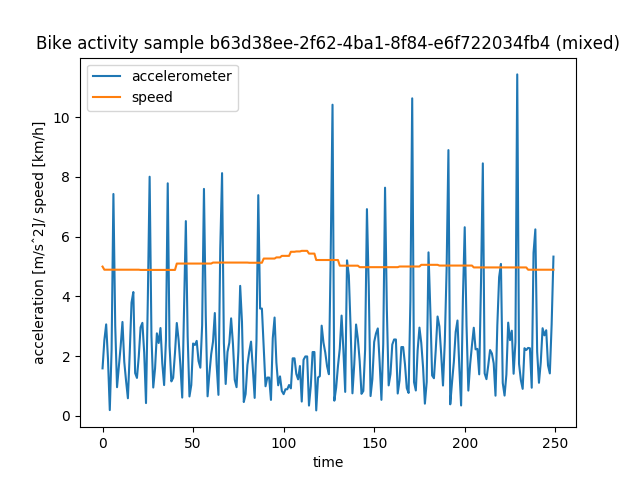 Bike activity sample b63d38ee-2f62-4ba1-8f84-e6f722034fb4 (mixed)
accelerometer
speed
acceleration [m/s^2]/ speed [km/h]
10
8
6
4
2
0
0 50 100 150 200 250
time